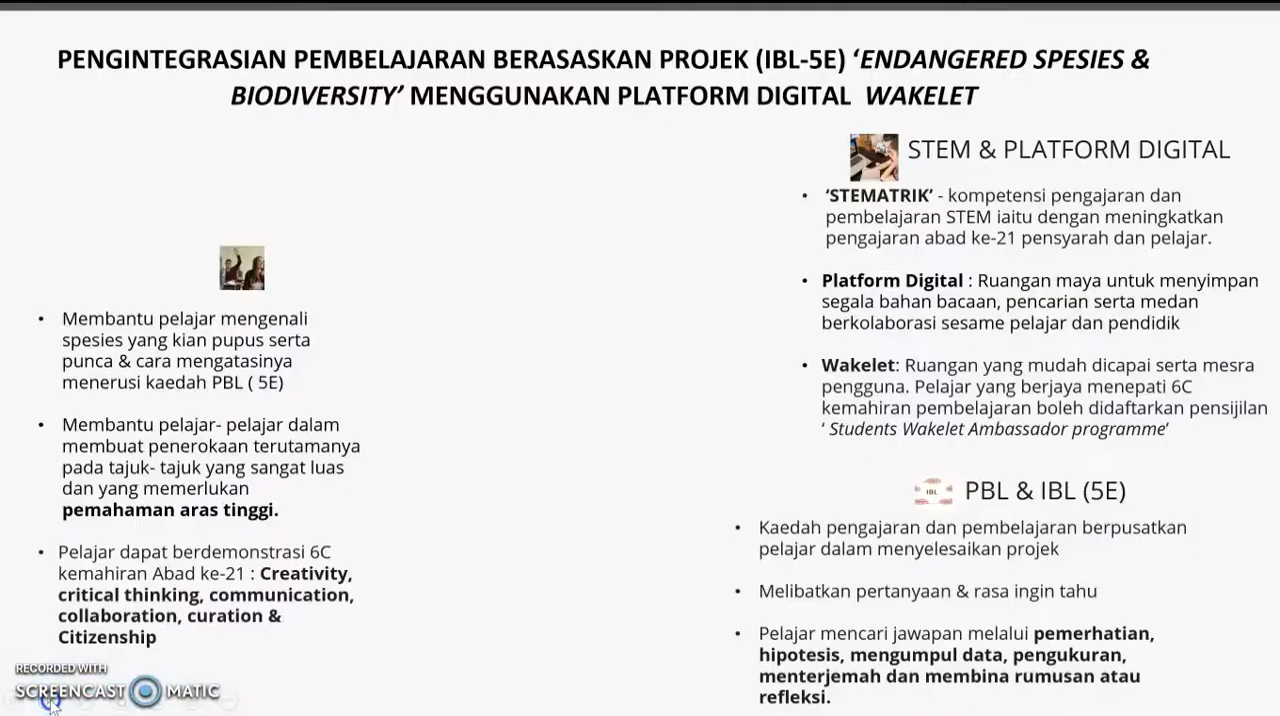 PENGINTEGRASIAN PEMBELAJARAN BERASASKAN PROJEK (IBL-5E) ‘ENDANGERED SPESIES &
BIODIVERSITY’ MENGGUNAKAN PLATFORM DIGITAL WAKELET
• Membantu pelajar mengenali
spesies yang kian pupus serta
punca & cara mengatasinya
menerusi kaedah PBL ( 5E)
• Membantu pelajar- pelajar dalam
membuat penerokaan terutamanya
pada tajuk- tajuk yang sangat luas
dan yang memerlukan
pemahaman aras tinggi.
• Pelajar dapat berdemonstrasi 6C
kemahiran Abad ke-21 : Creativity,
critical thinking, communication,
collaboration, curation &
Citizenship
STEM & PLATFORM DIGITAL
• ‘STEMATRIK’ - kompetensi pengajaran dan
pembelajaran STEM iaitu dengan meningkatkan
pengajaran abad ke-21 pensyarah dan pelajar.
• Platform Digital : Ruangan maya untuk menyimpan
segala bahan bacaan, pencarian serta medan
berkolaborasi sesame pelajar dan pendidik
• Wakelet: Ruangan yang mudah dicapai serta mesra
pengguna. Pelajar yang berjaya menepati 6C
kemahiran pembelajaran boleh didaftarkan pensijilan
‘ Students Wakelet Ambassador programme’
IBL
PBL & IBL (5E)
• Kaedah pengajaran dan pembelajaran berpusatkan
pelajar dalam menyelesaikan projek
• Melibatkan pertanyaan & rasa ingin tahu
• Pelajar mencari jawapan melalui pemerhatian,
hipotesis, mengumpul data, pengukuran,
menterjemah dan membina rumusan atau
refleksi.
RECORDED WITH
SCREENCAST MATIC